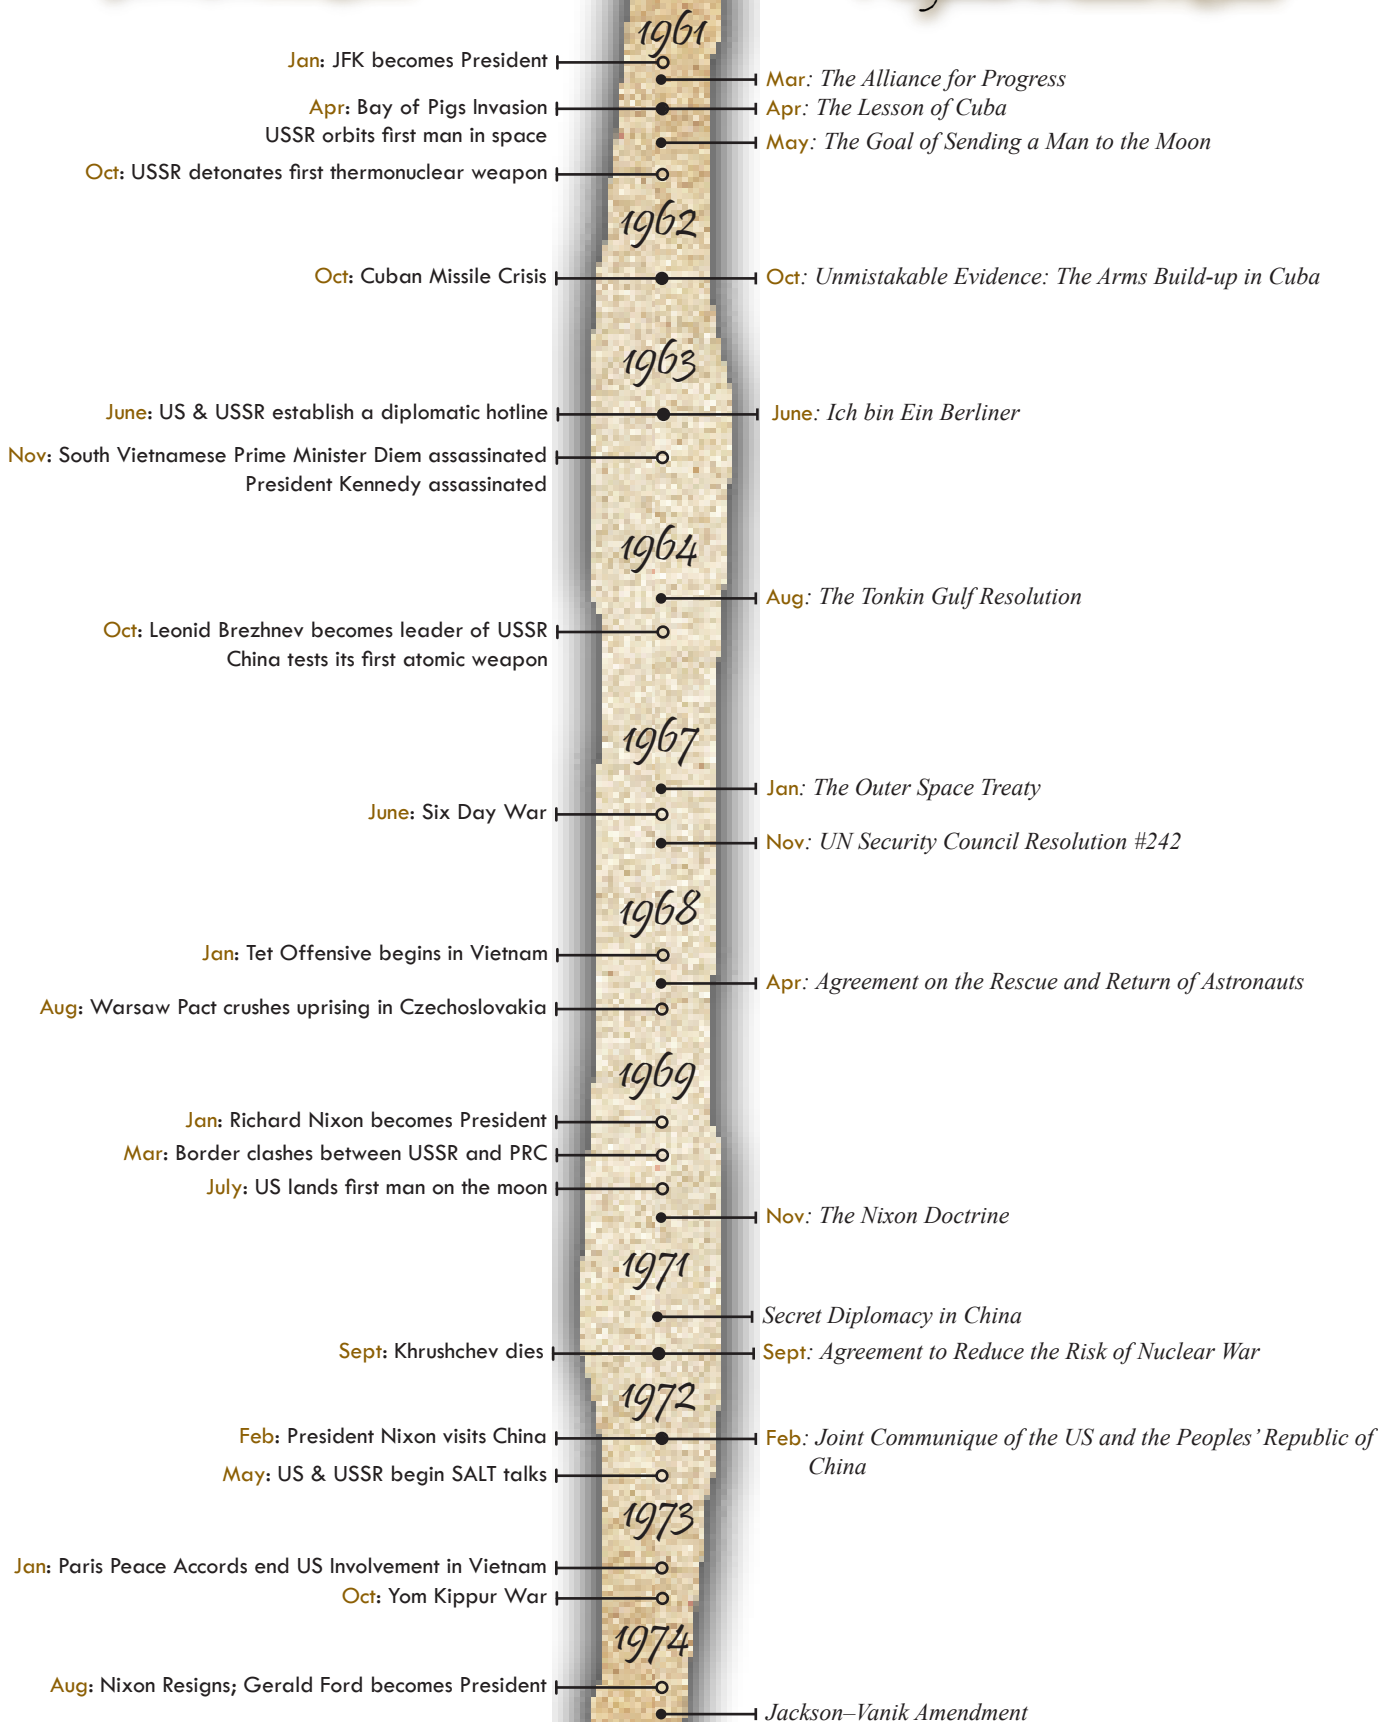 1961
Jan: JFK becomes President
Mar: The Alliance for Progress
Apr: Bay of Pigs Invasion
USSR orbits first man in space
Apr: The Lesson of Cuba
May: The Goal of Sending a Man to the Moon
Oct: USSR detonates first thermonuclear weapon
1962
Oct: Cuban Missile Crisis
Oct: Unmistakable Evidence: The Arms Build-up in Cuba
1963
June: US & USSR establish a diplomatic hotline
June: Ich bin Ein Berliner
Nov: South Vietnamese Prime Minister Diem assassinated
President Kennedy assassinated
1964
Aug: The Tonkin Gulf Resolution
Oct: Leonid Brezhnev becomes leader of USSR
China tests its first atomic weapon
1967
Jan: The Outer Space Treaty
June: Six Day War
Nov: UN Security Council Resolution #242
1968
Jan: Tet Offensive begins in Vietnam
Apr: Agreement on the Rescue and Return of Astronauts
Aug: Warsaw Pact crushes uprising in Czechoslovakia
1969
Jan: Richard Nixon becomes President
Mar: Border clashes between USSR and PRC
July: US lands first man on the moon
Nov: The Nixon Doctrine
1971
Secret Diplomacy in China
Sept: Khrushchev dies
Sept: Agreement to Reduce the Risk of Nuclear War
1972
Feb: President Nixon visits China
Feb: Joint Communique of the US and the Peoples' Republic of
China
May: US & USSR begin SALT talks
1973
Jan: Paris Peace Accords end US Involvement in Vietnam
Oct: Yom Kippur War
1974
Aug: Nixon Resigns; Gerald Ford becomes President
Jackson–Vanik Amendment